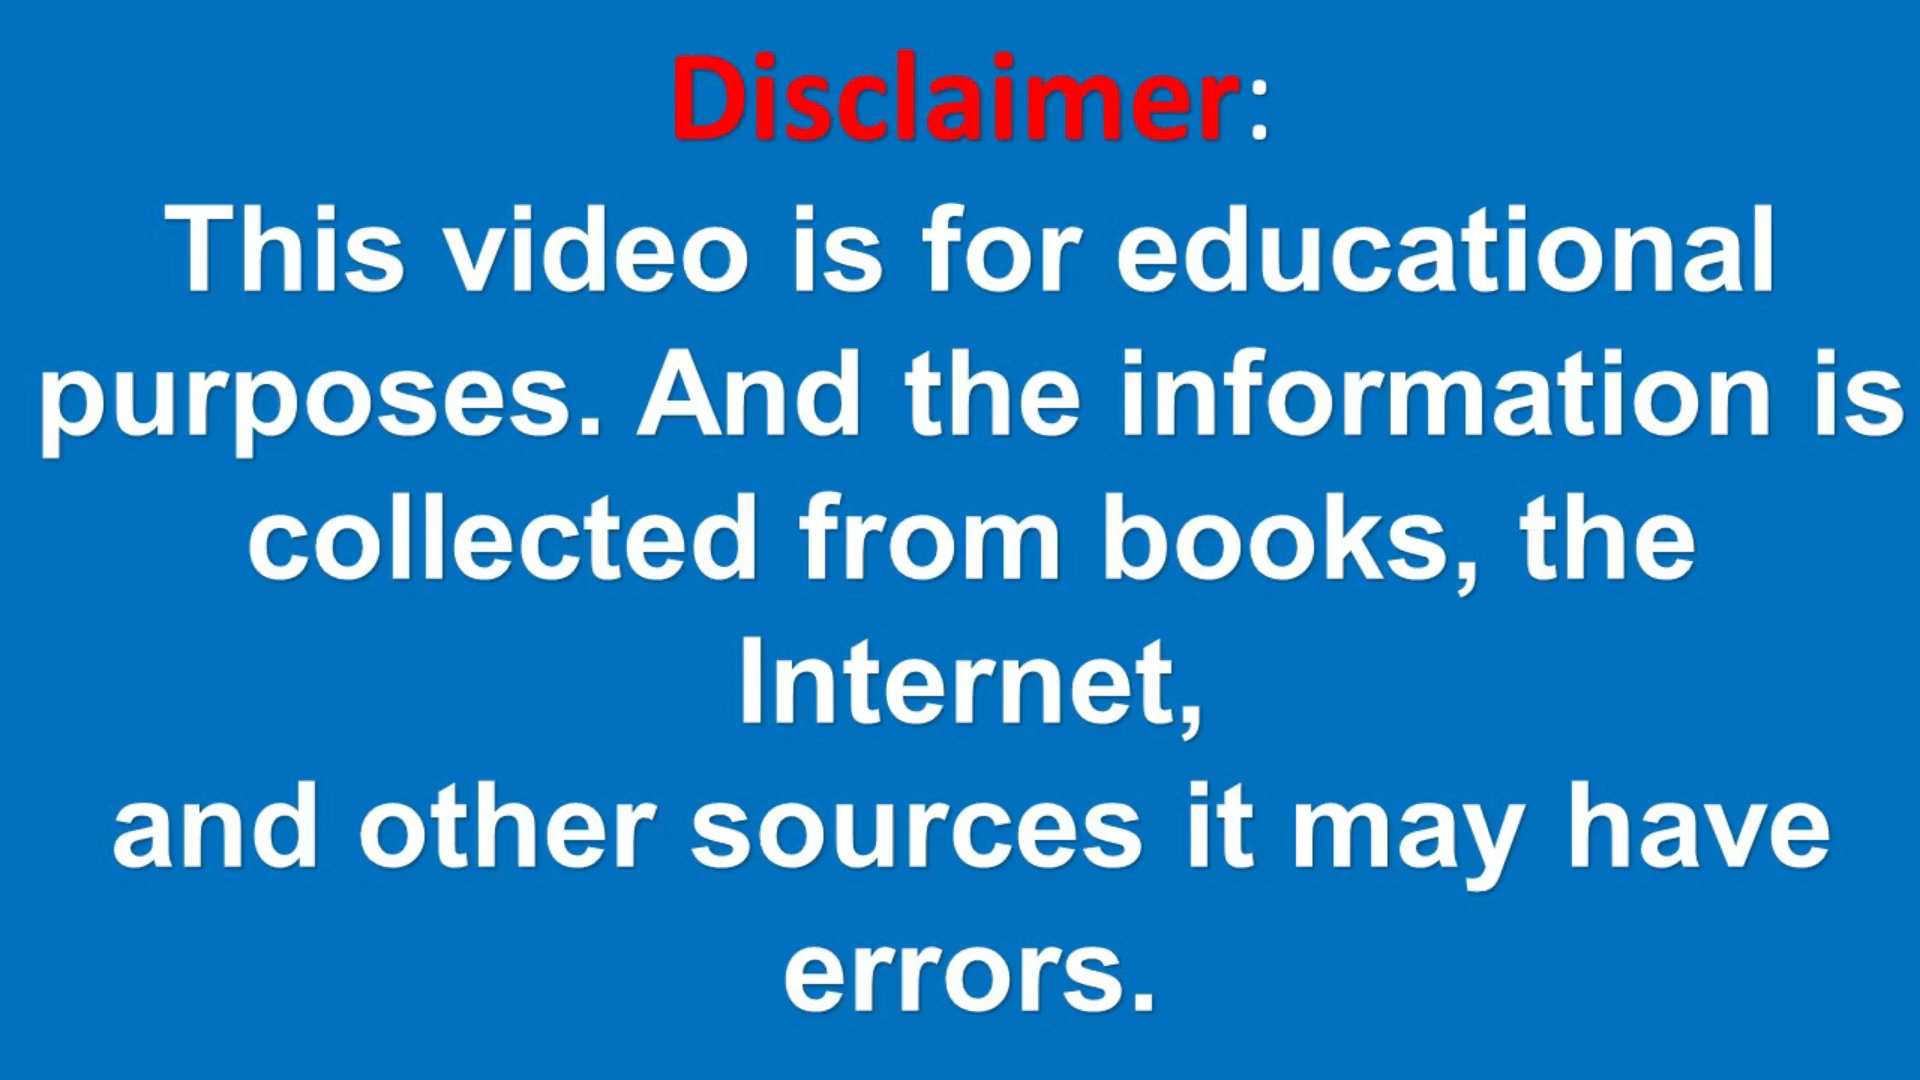 Disclaimer:
This video is for educational
purposes. And the information is
collected from books, the
Internet,
and other sources it may have
errors.